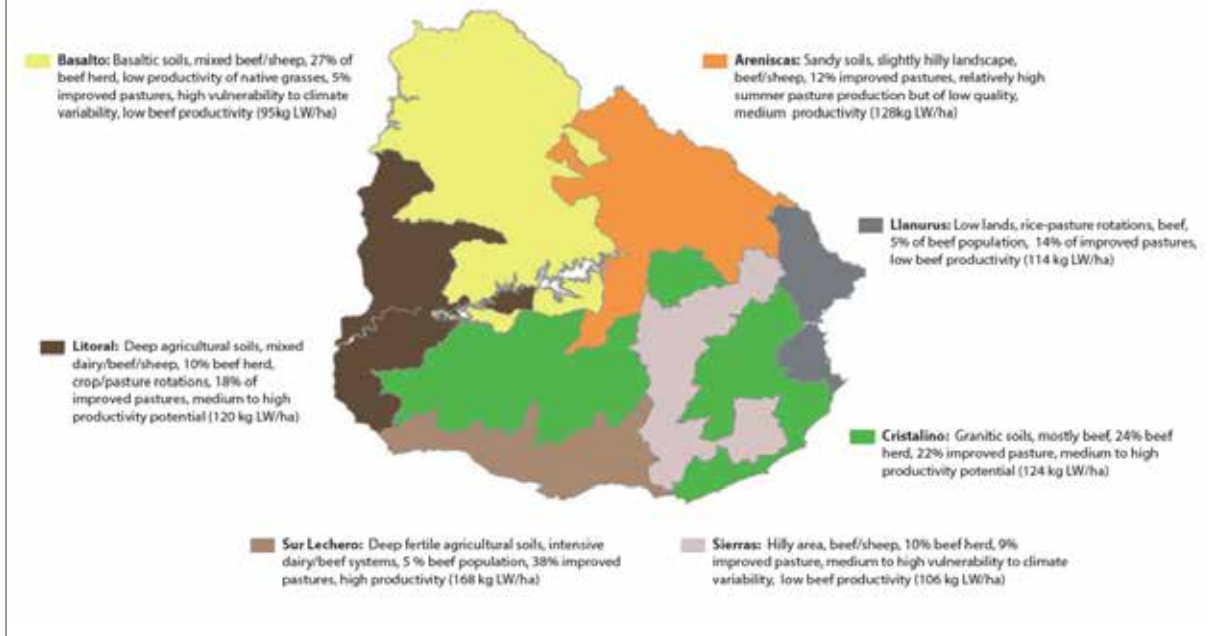 Basalto: Basaltic soils, mixed beef/sheep, 27% of
beef herd, low productivity of native grasses, 5%
improved pastures, high vulnerability to climate
variability, low beef productivity (95kg LW/ha)
Areniscas: Sandy soils, slightly hilly landscape,
beef/sheep, 12% improved pastures, relatively high
summer pasture production but of low quality,
medium productivity (128kg LW/ha)
Llanurus: Low lands, rice-pasture rotations, beef,
5% of beef population, 14% of improved pastures,
low beef productivity (114 kg LW/ha)
Litoral: Deep agricultural soils, mixed
dairy/beef/sheep, 10% beef herd,
crop/pasture rotations, 18% of
improved pastures, medium to high
productivity potential (120 kg LW/ha)
Cristalino: Granitic soils, mostly beef, 24% beef
herd, 22% improved pasture, medium to high
productivity potential (124 kg LW/ha)
Sur Lechero: Deep fertile agricultural soils, intensive
dairy/beef systems, 5 % beef population, 38% improved
pastures, high productivity (168 kg LW/ha)
Sierras: Hilly area, beef/sheep, 10% beef herd, 9%
improved pasture, medium to high vulnerability to climate
variability, low beef productivity (106 kg LW/ha)